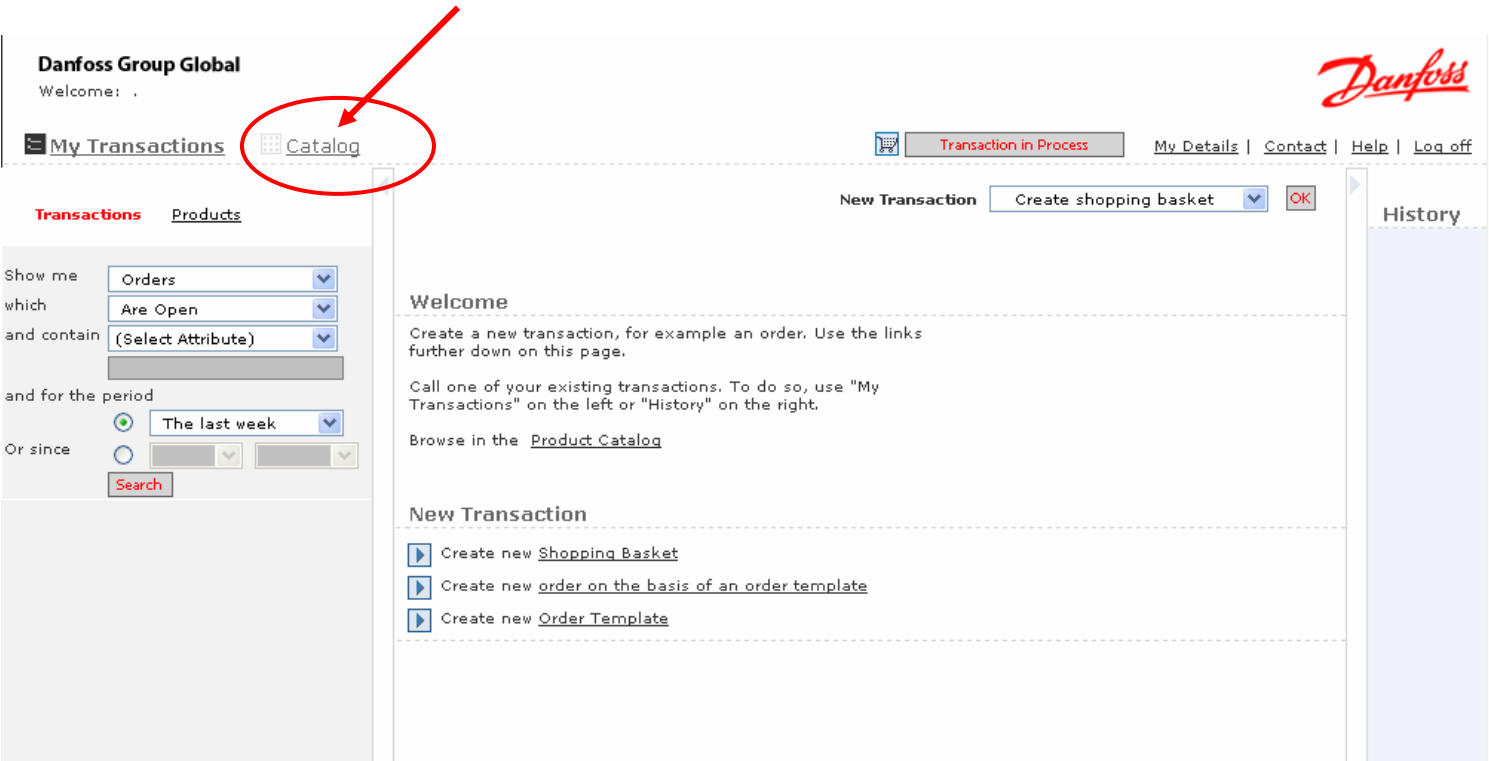 Danfoss Group Global
Welcome: .
Danfoss
My Transactions Catalog
Transaction in Process My Details | Contact | Help | Log off
Transactions Products
New Transaction Create shopping basket OK
History
Show me Orders
which Are Open
and contain (Select Attribute)
and for the period
The last week
Or since
Search
Welcome
Create a new transaction, for example an order. Use the links
further down on this page.
Call one of your existing transactions. To do so, use "My
Transactions" on the left or "History" on the right.
Browse in the Product Catalog
New Transaction
Create new Shopping Basket
Create new order on the basis of an order template
Create new Order Template